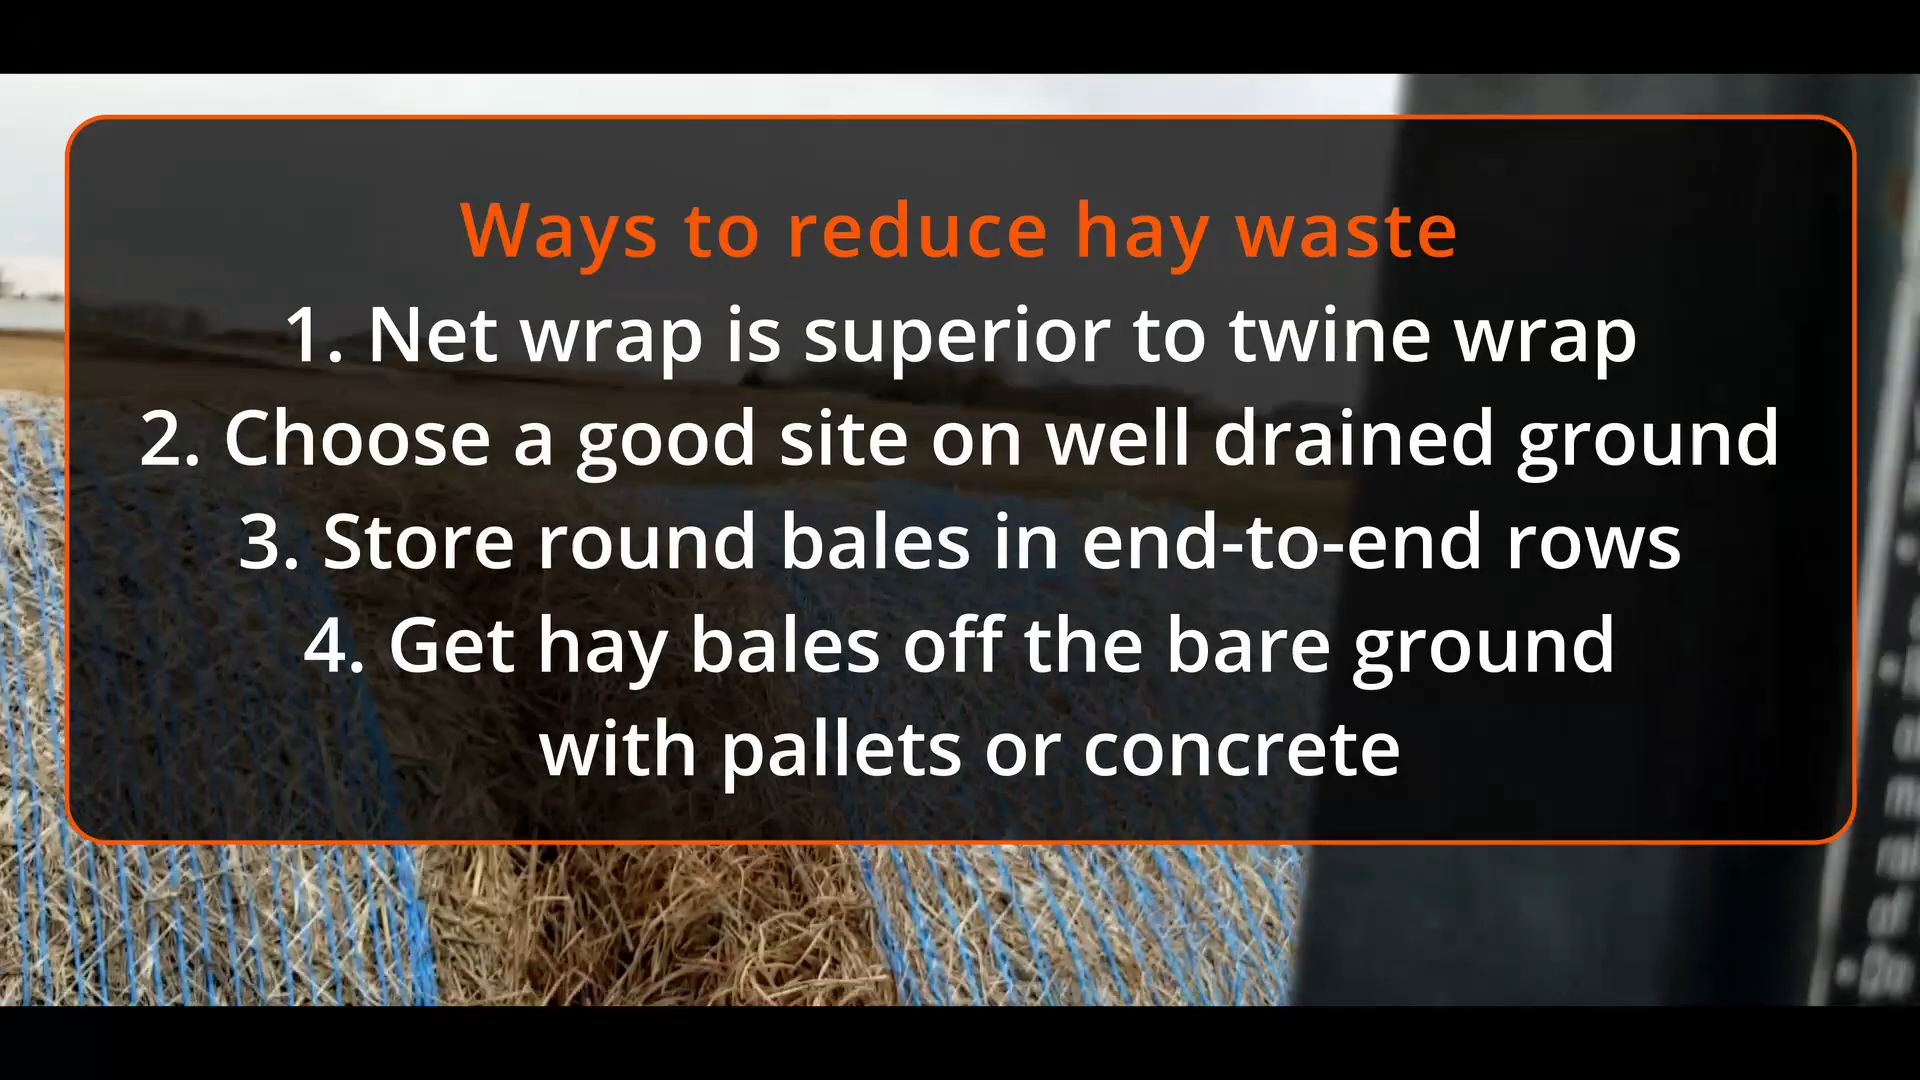 Ways to reduce hay waste
1. Net wrap is superior to twine wrap
2. Choose a good site on well drained ground
3. Store round bales in end-to-end rows
4. Get hay bales off the bare ground
with pallets or concrete